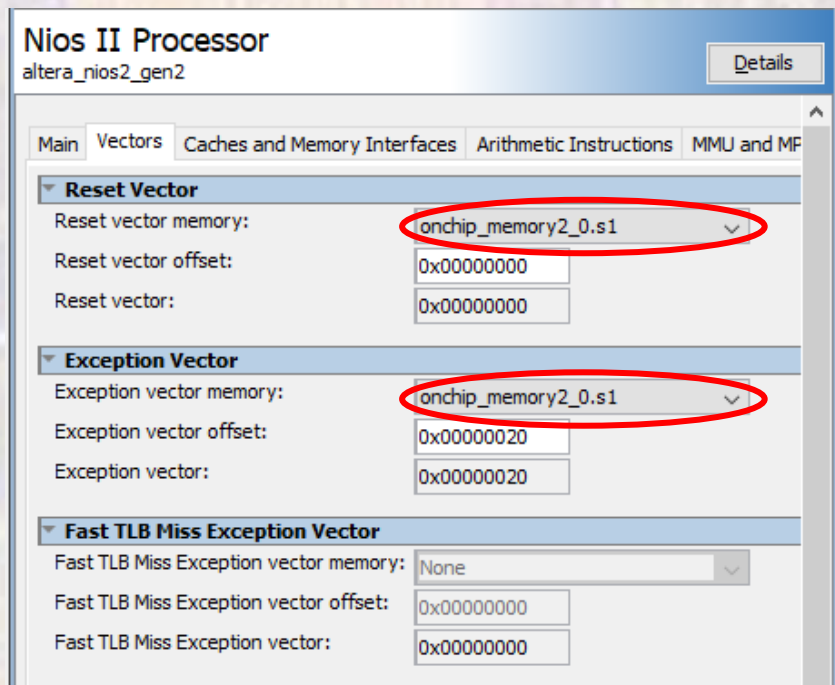 Nios II Processor
altera_nios2_gen2
Details
Main Vectors Caches and Memory Interfaces Arithmetic Instructions MMU and MP
Reset Vector
Reset vector memory: onchip_memory2_0.s1
Reset vector offset: 0x00000000
Reset vector: 0x00000000
Exception Vector
Exception vector memory: onchip_memory2_0.s1
Exception vector offset: 0x00000020
Exception vector: 0x00000020
Fast TLB Miss Exception Vector
Fast TLB Miss Exception vector memory: None
Fast TLB Miss Exception vector offset: 0x00000000
Fast TLB Miss Exception vector: 0x00000000